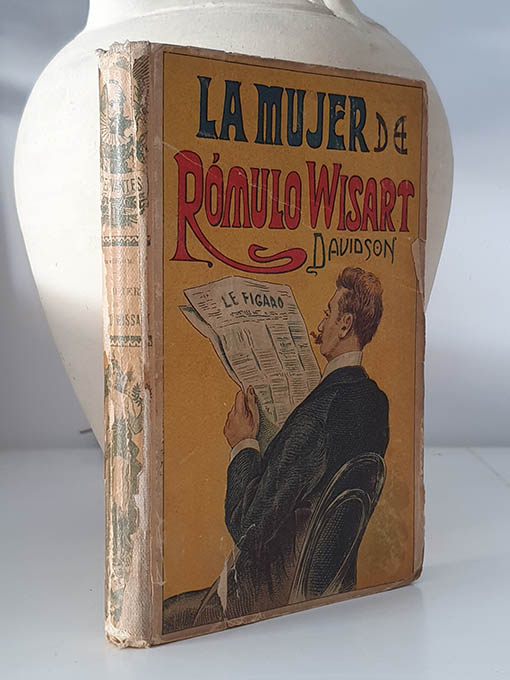 LA MUJER DE
RÓMULO WISART
DAVIDSON
LE FIGARO